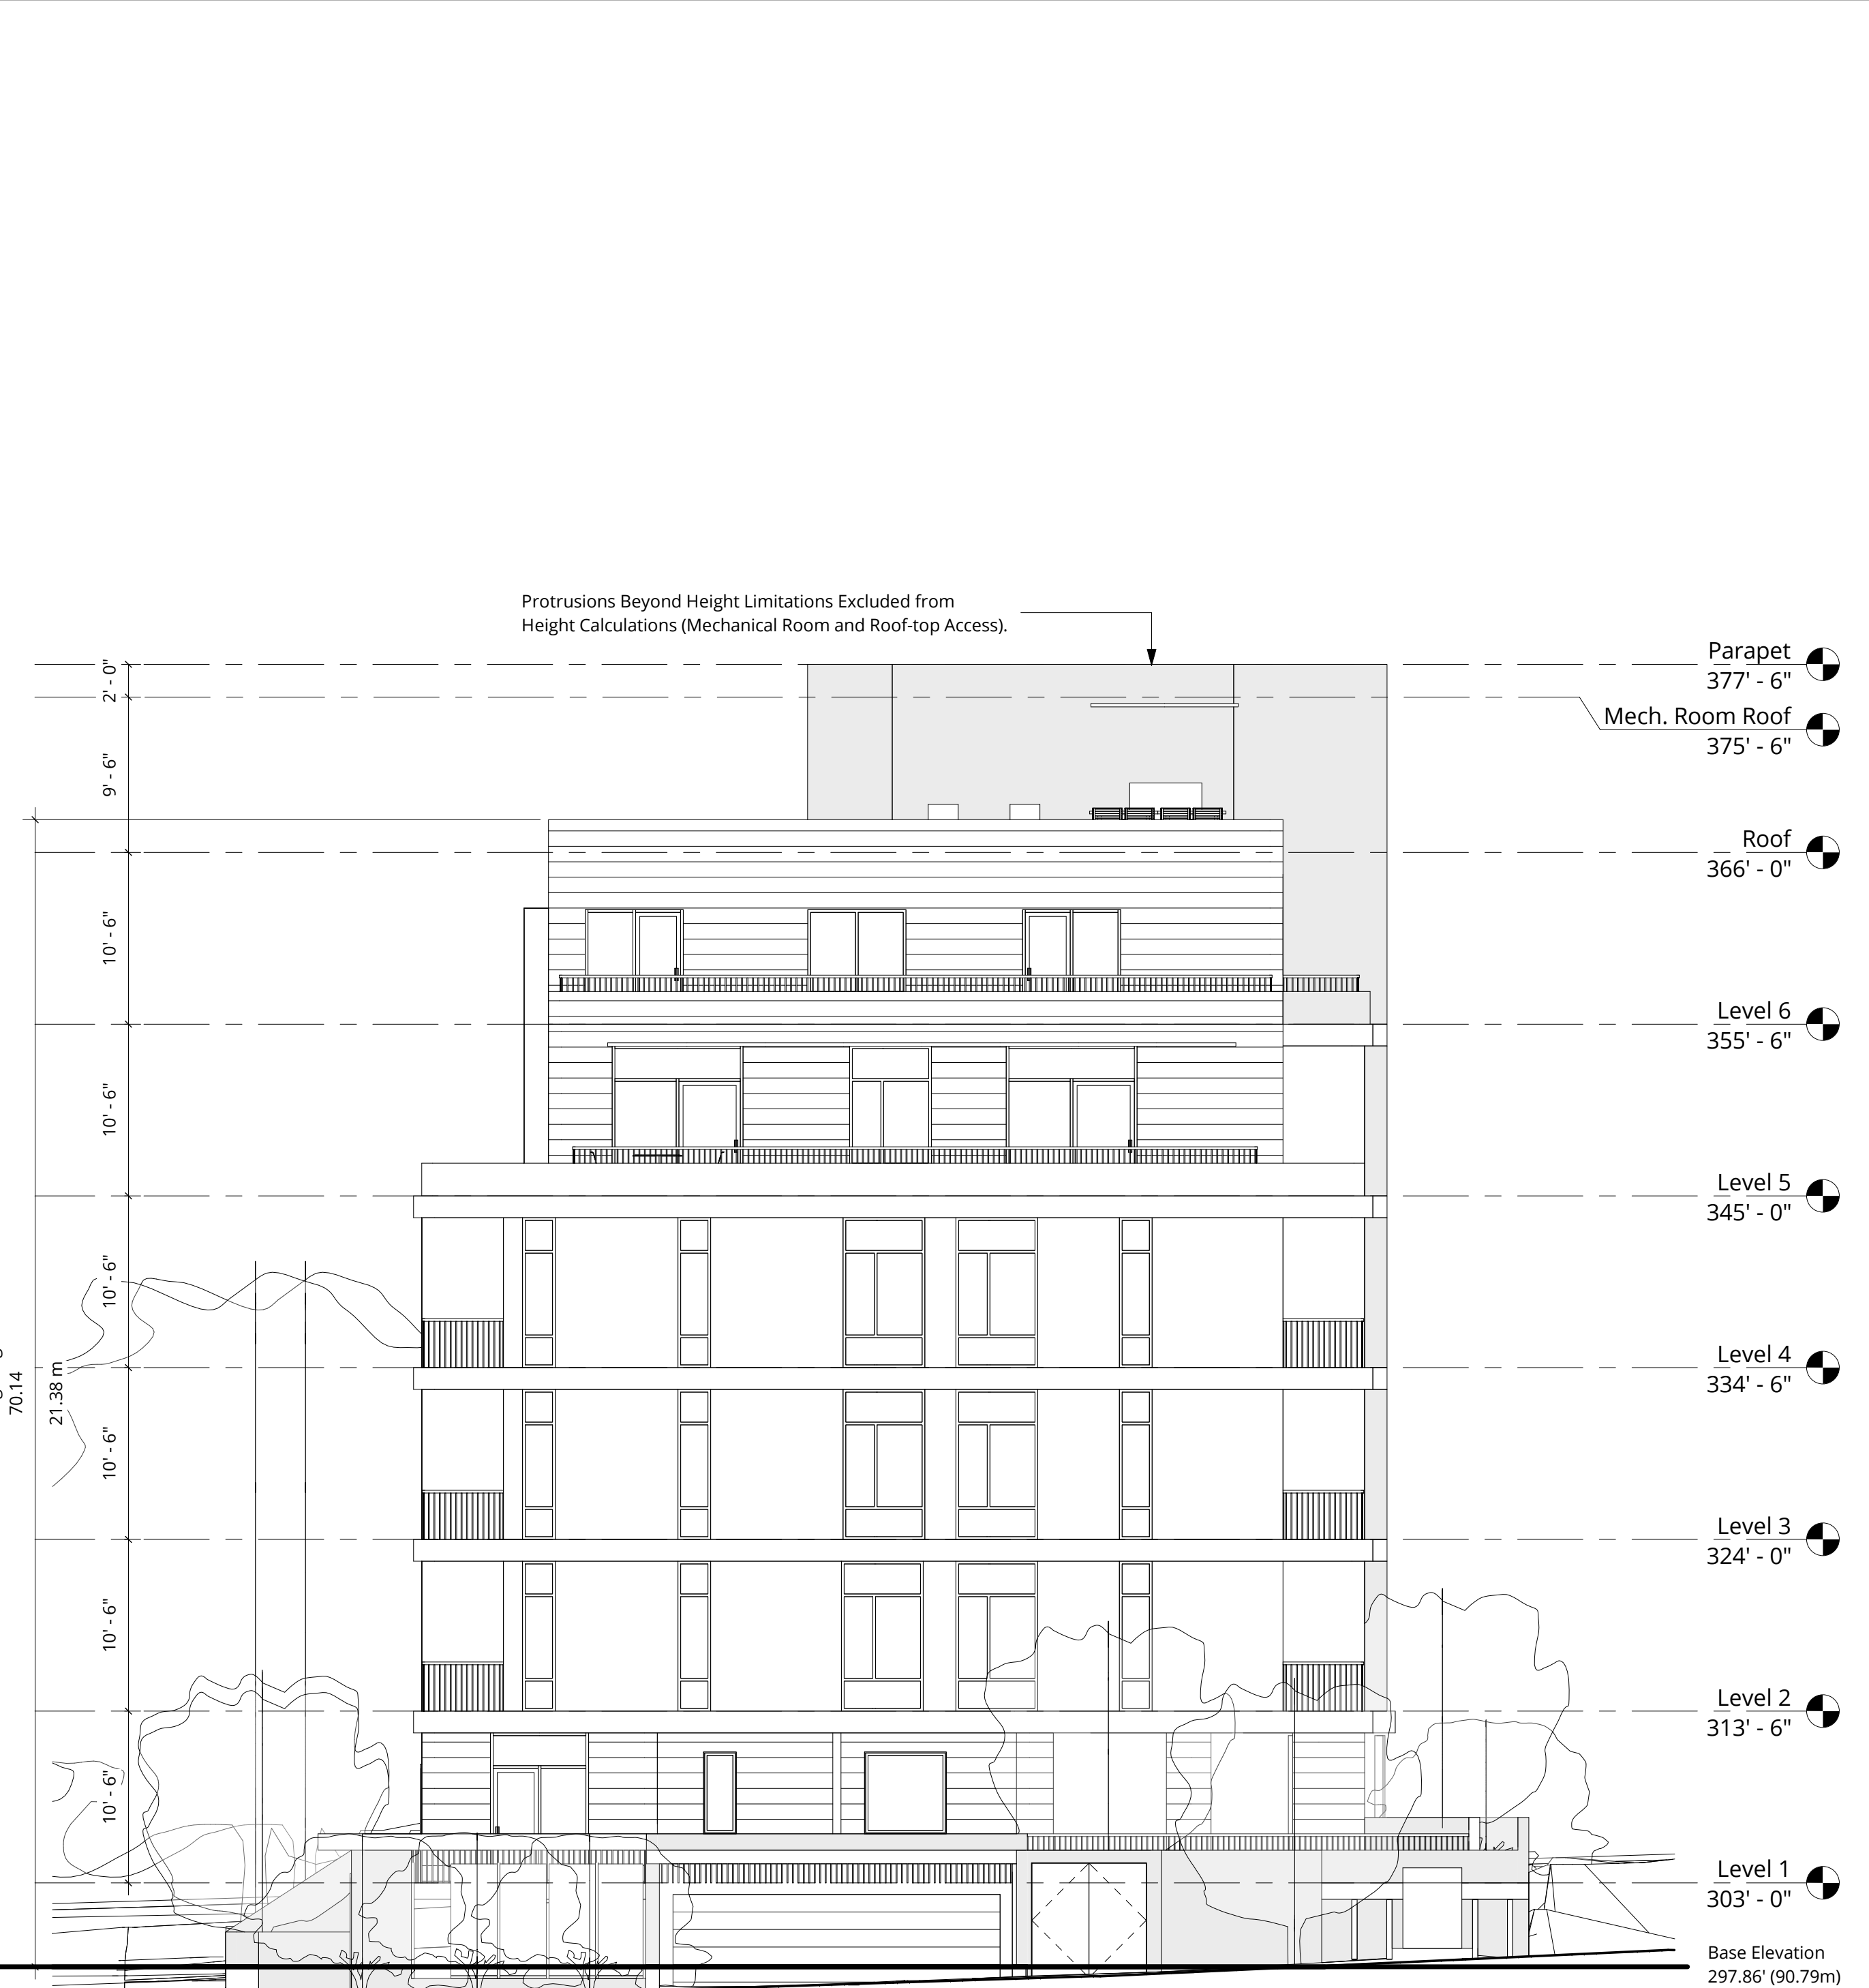 Protrusions Beyond Height Limitations Excluded from
Height Calculations (Mechanical Room and Roof-top Access).
Parapet
377' - 6"
Mech. Room Roof
375' - 6"
Roof
366' - 0"
Level 6
355' - 6"
Level 5
345' - 0"
Level 4
334' - 6"
Level 3
324' - 0"
Level 2
313' - 6"
Level 1
303' - 0"
Base Elevation
297.86' (90.79m)
2' - 0"
9' - 6"
10' - 6"
10' - 6"
10' - 6"
10' - 6"
10' - 6"
10' - 6"
70.14
21.38 m